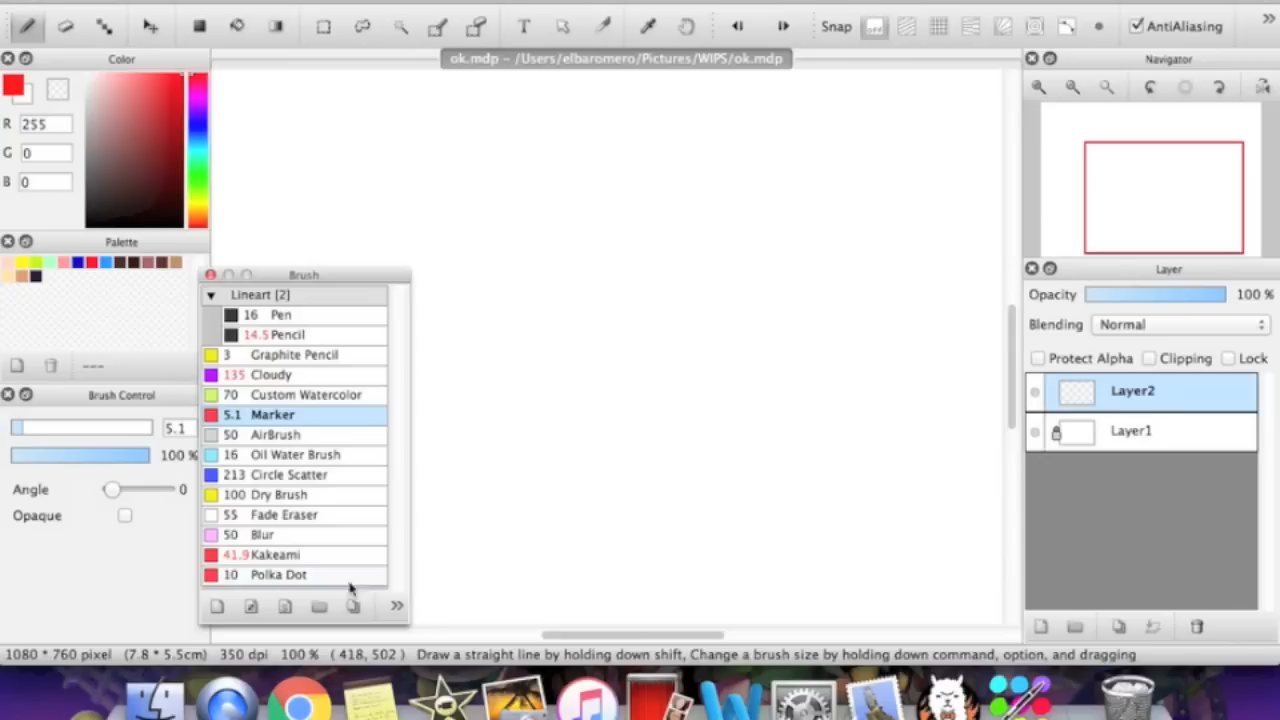 Snap
off
AntiAliasing
»
Color
ok.mdp – /Users/elbaromero/Pictures/WIPS/ok.mdp
Navigator
R 255
G 0
B 0
Palette
---
Brush Control
5.1
100 %
Angle 0
Opaque
Brush
Lineart [2]
16 Pen
14.5 Pencil
3 Graphite Pencil
135 Cloudy
70 Custom Watercolor
5.1 Marker
50 AirBrush
16 Oil Water Brush
213 Circle Scatter
100 Dry Brush
55 Fade Eraser
50 Blur
41.9 Kakeami
10 Polka Dot
»
Layer
Opacity 100 %
Blending Normal
Protect Alpha Clipping Lock
Layer2
Layer1
1080 * 760 pixel (7.8 * 5.5cm) 350 dpi 100 % ( 418, 502 ) Draw a straight line by holding down shift, Change a brush size by holding down command, option, and dragging